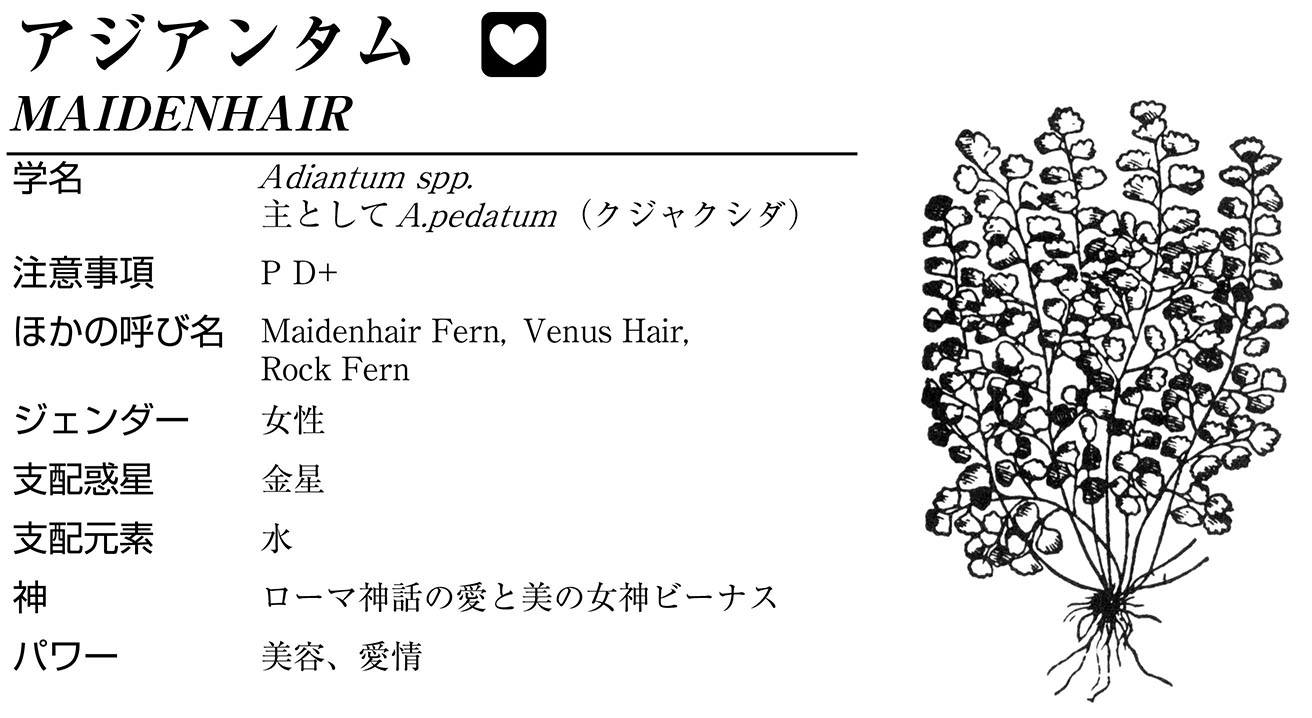 アジアンタム
MAIDENHAIR
学名 Adiantum spp.
主としてA.pedatum（クジャクシダ）
注意事項 P D+
ほかの呼び名 Maidenhair Fern, Venus Hair,
Rock Fern
ジェンダー 女性
支配惑星 金星
支配元素 水
神 ローマ神話の愛と美の女神ビーナス
パワー 美容、愛情